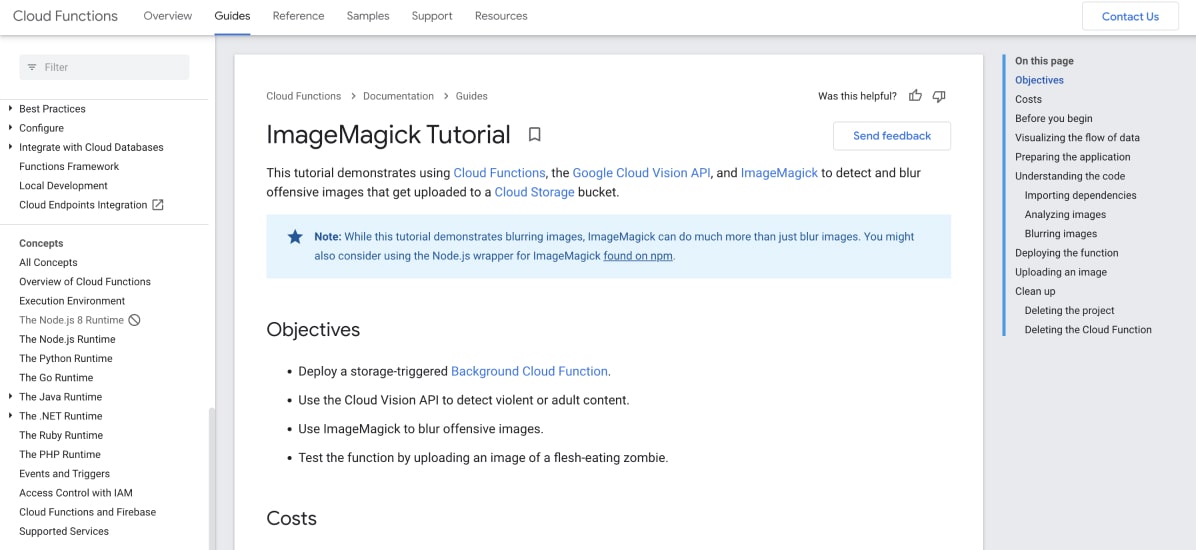 Cloud Functions Overview Guides Reference Samples Support Resources Contact Us
Filter
Best Practices
Configure
Integrate with Cloud Databases
Functions Framework
Local Development
Cloud Endpoints Integration
Concepts
All Concepts
Overview of Cloud Functions
Execution Environment
The Node.js 8 Runtime
The Node.js Runtime
The Python Runtime
The Go Runtime
The Java Runtime
The .NET Runtime
The Ruby Runtime
The PHP Runtime
Events and Triggers
Access Control with IAM
Cloud Functions and Firebase
Supported Services
Cloud Functions > Documentation > Guides
Was this helpful?
ImageMagick Tutorial
Send feedback
This tutorial demonstrates using Cloud Functions, the Google Cloud Vision API, and ImageMagick to detect and blur
offensive images that get uploaded to a Cloud Storage bucket.
Note: While this tutorial demonstrates blurring images, ImageMagick can do much more than just blur images. You might
also consider using the Node.js wrapper for ImageMagick found on npm.
Objectives
• Deploy a storage-triggered Background Cloud Function.
• Use the Cloud Vision API to detect violent or adult content.
• Use ImageMagick to blur offensive images.
• Test the function by uploading an image of a flesh-eating zombie.
Costs
On this page
Objectives
Costs
Before you begin
Visualizing the flow of data
Preparing the application
Understanding the code
Importing dependencies
Analyzing images
Blurring images
Deploying the function
Uploading an image
Clean up
Deleting the project
Deleting the Cloud Function